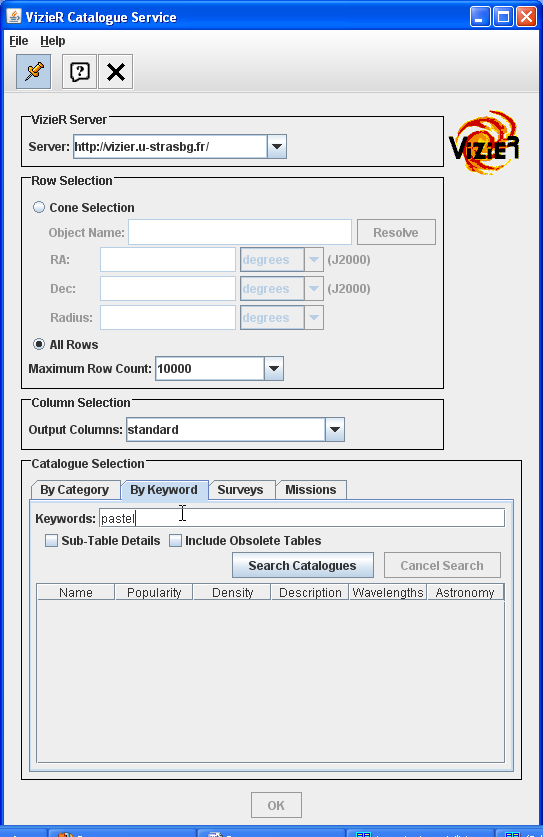 VizieR Catalogue Service
File Help
VizieR Server
Server: http://vizier.u-strasbg.fr/
VizieR
Row Selection
Cone Selection
Object Name: Resolve
RA: degrees (J2000)
Dec: degrees (J2000)
Radius: degrees
All Rows
Maximum Row Count: 10000
Column Selection
Output Columns: standard
Catalogue Selection
By Category By Keyword Surveys Missions
Keywords: pastel
Sub-Table Details Include Obsolete Tables
Search Catalogues Cancel Search
Name Popularity Density Description Wavelengths Astronomy
OK